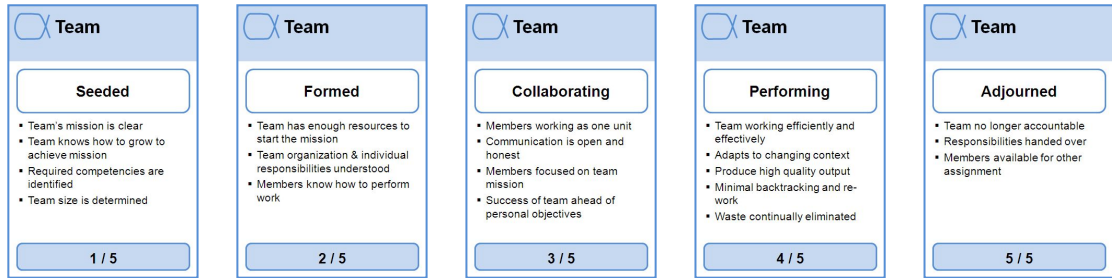 Team
Seeded
▪ Team's mission is clear
▪ Team knows how to grow to
achieve mission
▪ Required competencies are
identified
▪ Team size is determined
1 / 5
Team
Formed
▪ Team has enough resources to
start the mission
▪ Team organization & individual
responsibilities understood
▪ Members know how to perform
work
2 / 5
Team
Collaborating
▪ Members working as one unit
▪ Communication is open and
honest
▪ Members focused on team
mission
▪ Success of team ahead of
personal objectives
3 / 5
Team
Performing
▪ Team working efficiently and
effectively
▪ Adapts to changing context
▪ Produce high quality output
▪ Minimal backtracking and re-
work
▪ Waste continually eliminated
4 / 5
Team
Adjourned
▪ Team no longer accountable
▪ Responsibilities handed over
▪ Members available for other
assignment
5 / 5